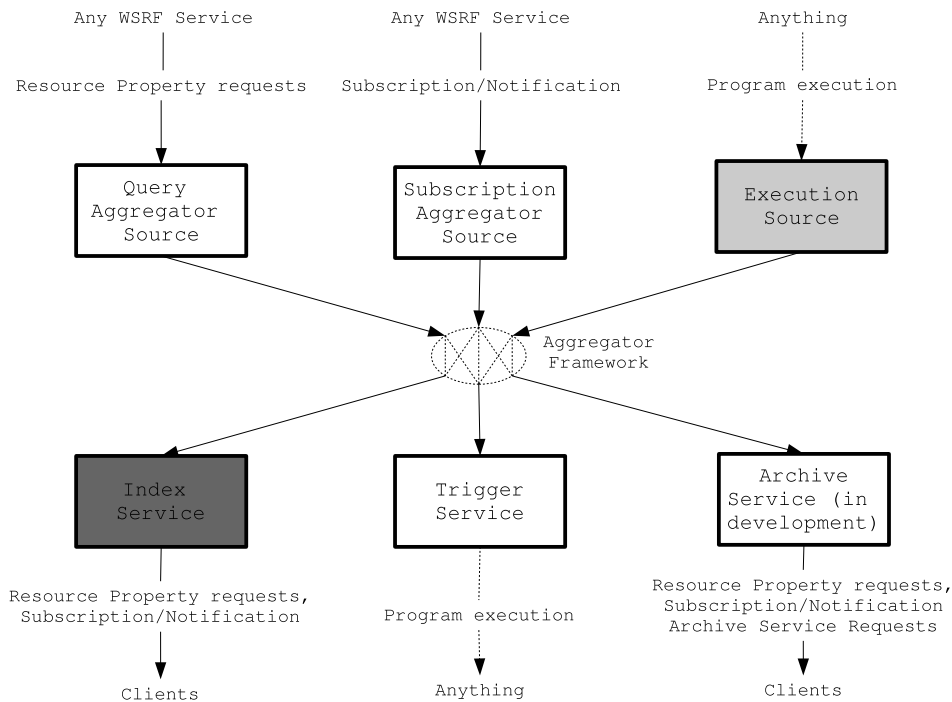 Any WSRF Service
Any WSRF Service
Anything
Resource Property requests
Subscription/Notification
Program execution
Query
Aggregator
Source
Subscription
Aggregator
Source
Execution
Source
Aggregator
Framework
Index
Service
Trigger
Service
Archive
Service (in
development)
Resource Property requests,
Subscription/Notification
Program execution
Resource Property requests,
Subscription/Notification
Archive Service Requests
Clients
Anything
Clients